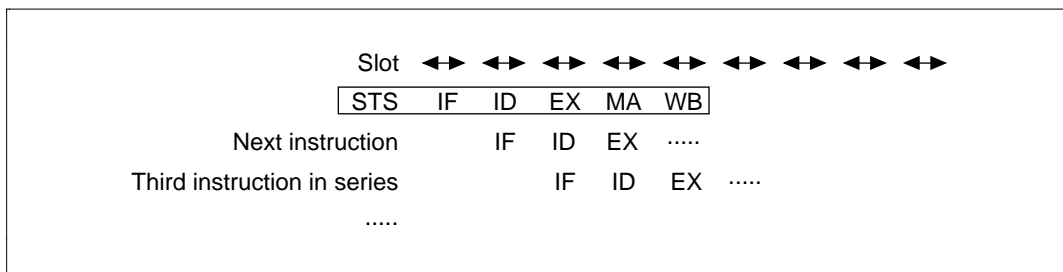 Slot
STS IF ID EX MA WB
Next instruction IF ID EX .....
Third instruction in series IF ID EX .....
.....